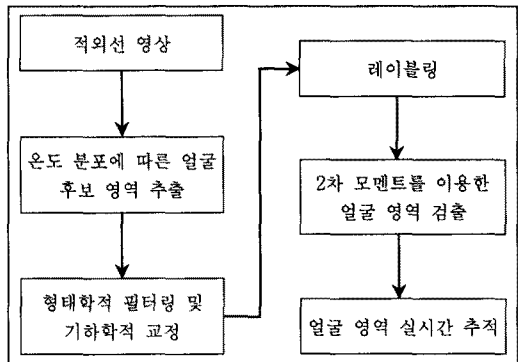 적외선 영상
온도 분포에 따른 얼굴
후보 영역 추출
형태학적 필터링 및
기하학적 교정
레이블링
2차 모멘트를 이용한
얼굴 영역 검출
얼굴 영역 실시간 추적